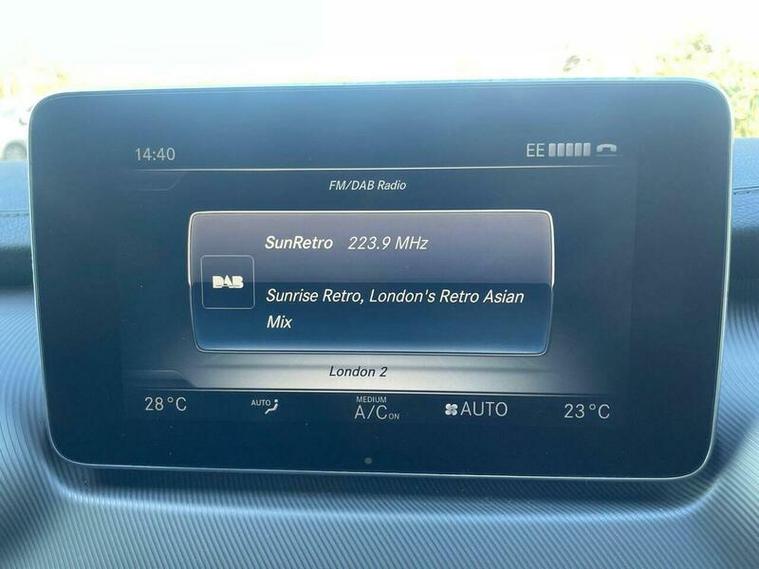 14:40 EE
FM/DAB Radio
SunRetro 223.9 MHz
DAB
Sunrise Retro, London's Retro Asian
Mix
London 2
28°C AUTO MEDIUM A/C ON AUTO 23°C